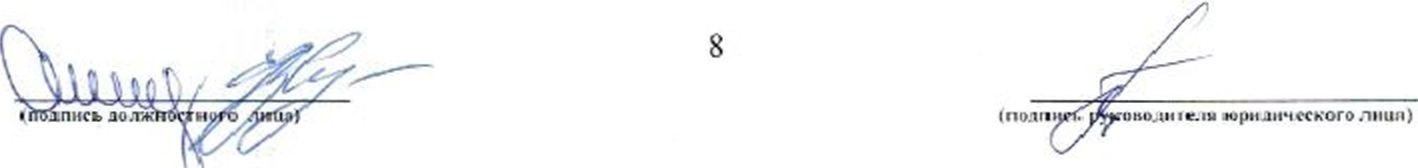 8
(подпись должностного лица)
(подпись руководителя юридического лица)